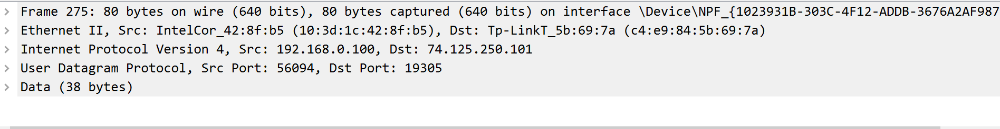 Frame 275: 80 bytes on wire (640 bits), 80 bytes captured (640 bits) on interface \Device\NPF_{1023931B-303C-4F12-ADDB-3676A2AF987
Ethernet II, Src: IntelCor_42:8f:b5 (10:3d:1c:42:8f:b5), Dst: Tp-LinkT_5b:69:7a (c4:e9:84:5b:69:7a)
Internet Protocol Version 4, Src: 192.168.0.100, Dst: 74.125.250.101
User Datagram Protocol, Src Port: 56094, Dst Port: 19305
Data (38 bytes)